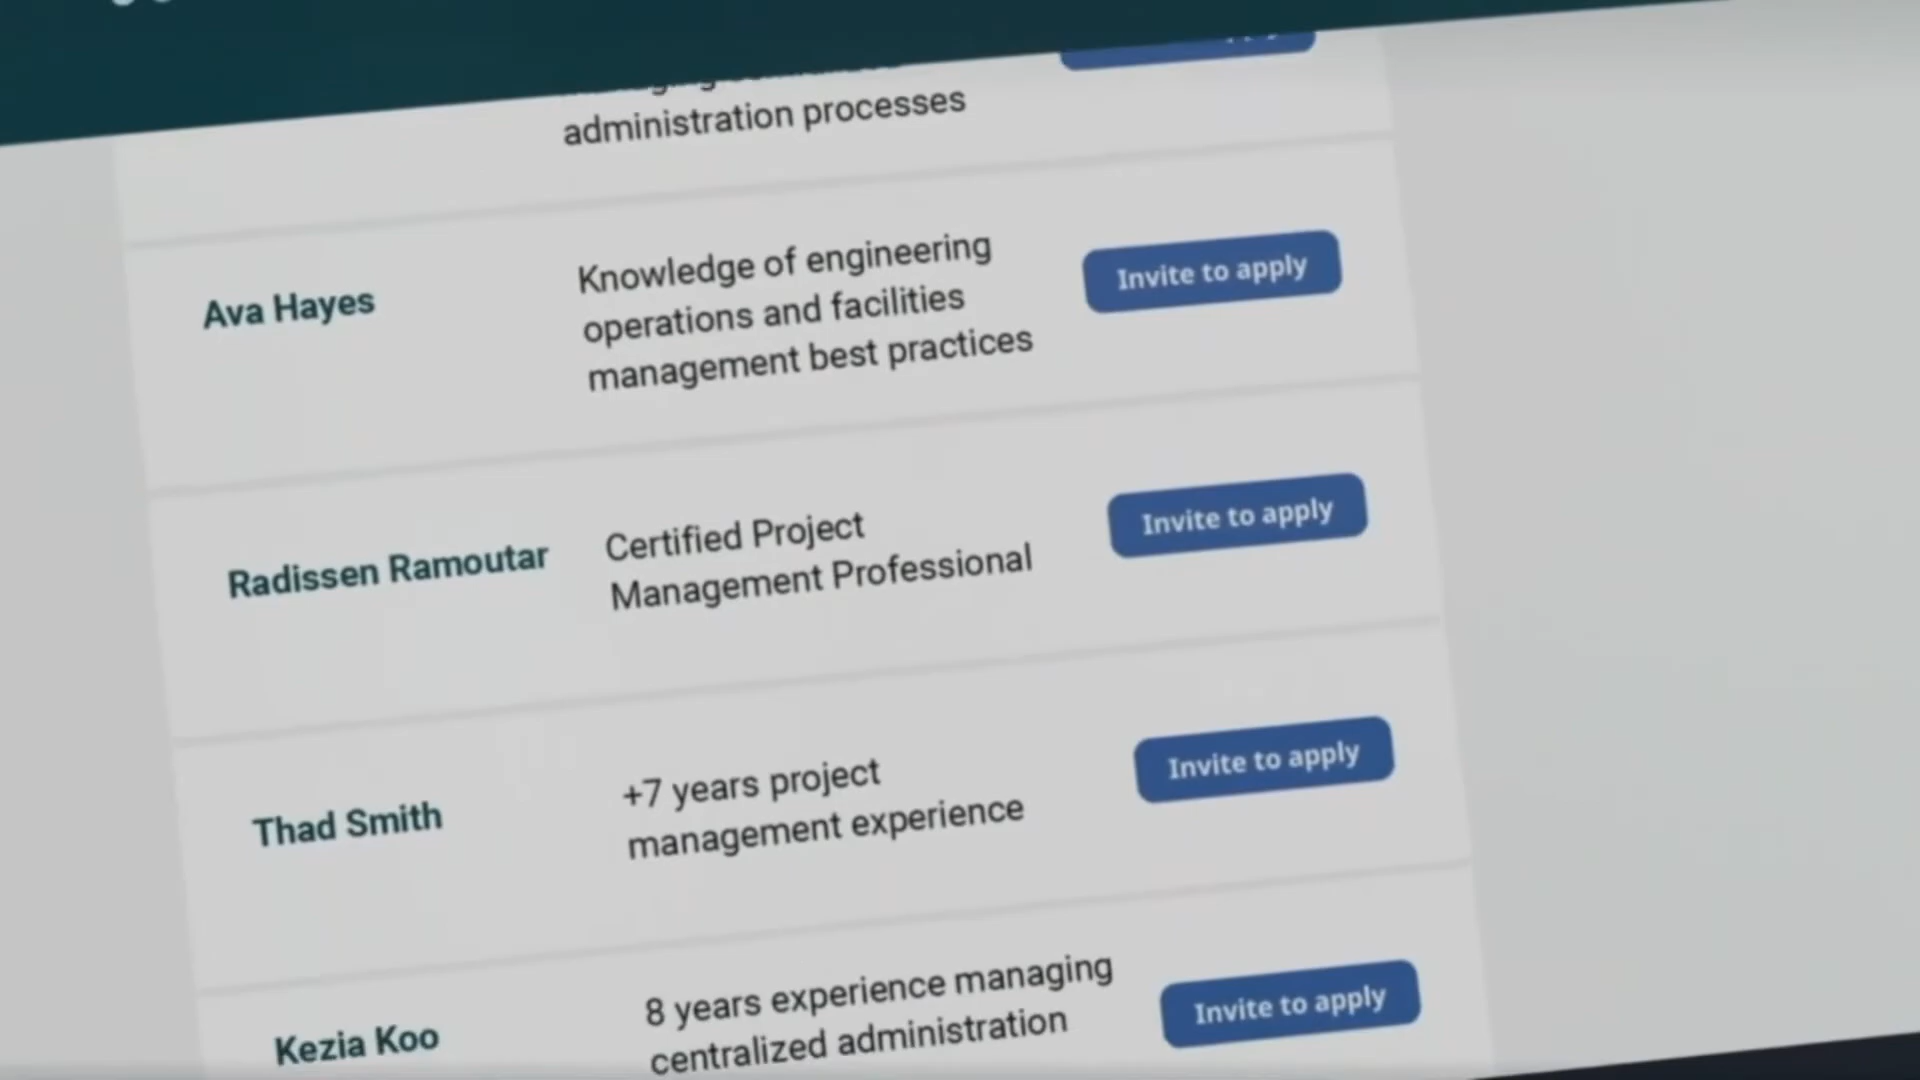 administration processes
Ava Hayes
Knowledge of engineering
operations and facilities
management best practices
Invite to apply
Radissen Ramoutar
Certified Project
Management Professional
Invite to apply
Thad Smith
+7 years project
management experience
Invite to apply
Kezia Koo
8 years experience managing
centralized administration
Invite to apply